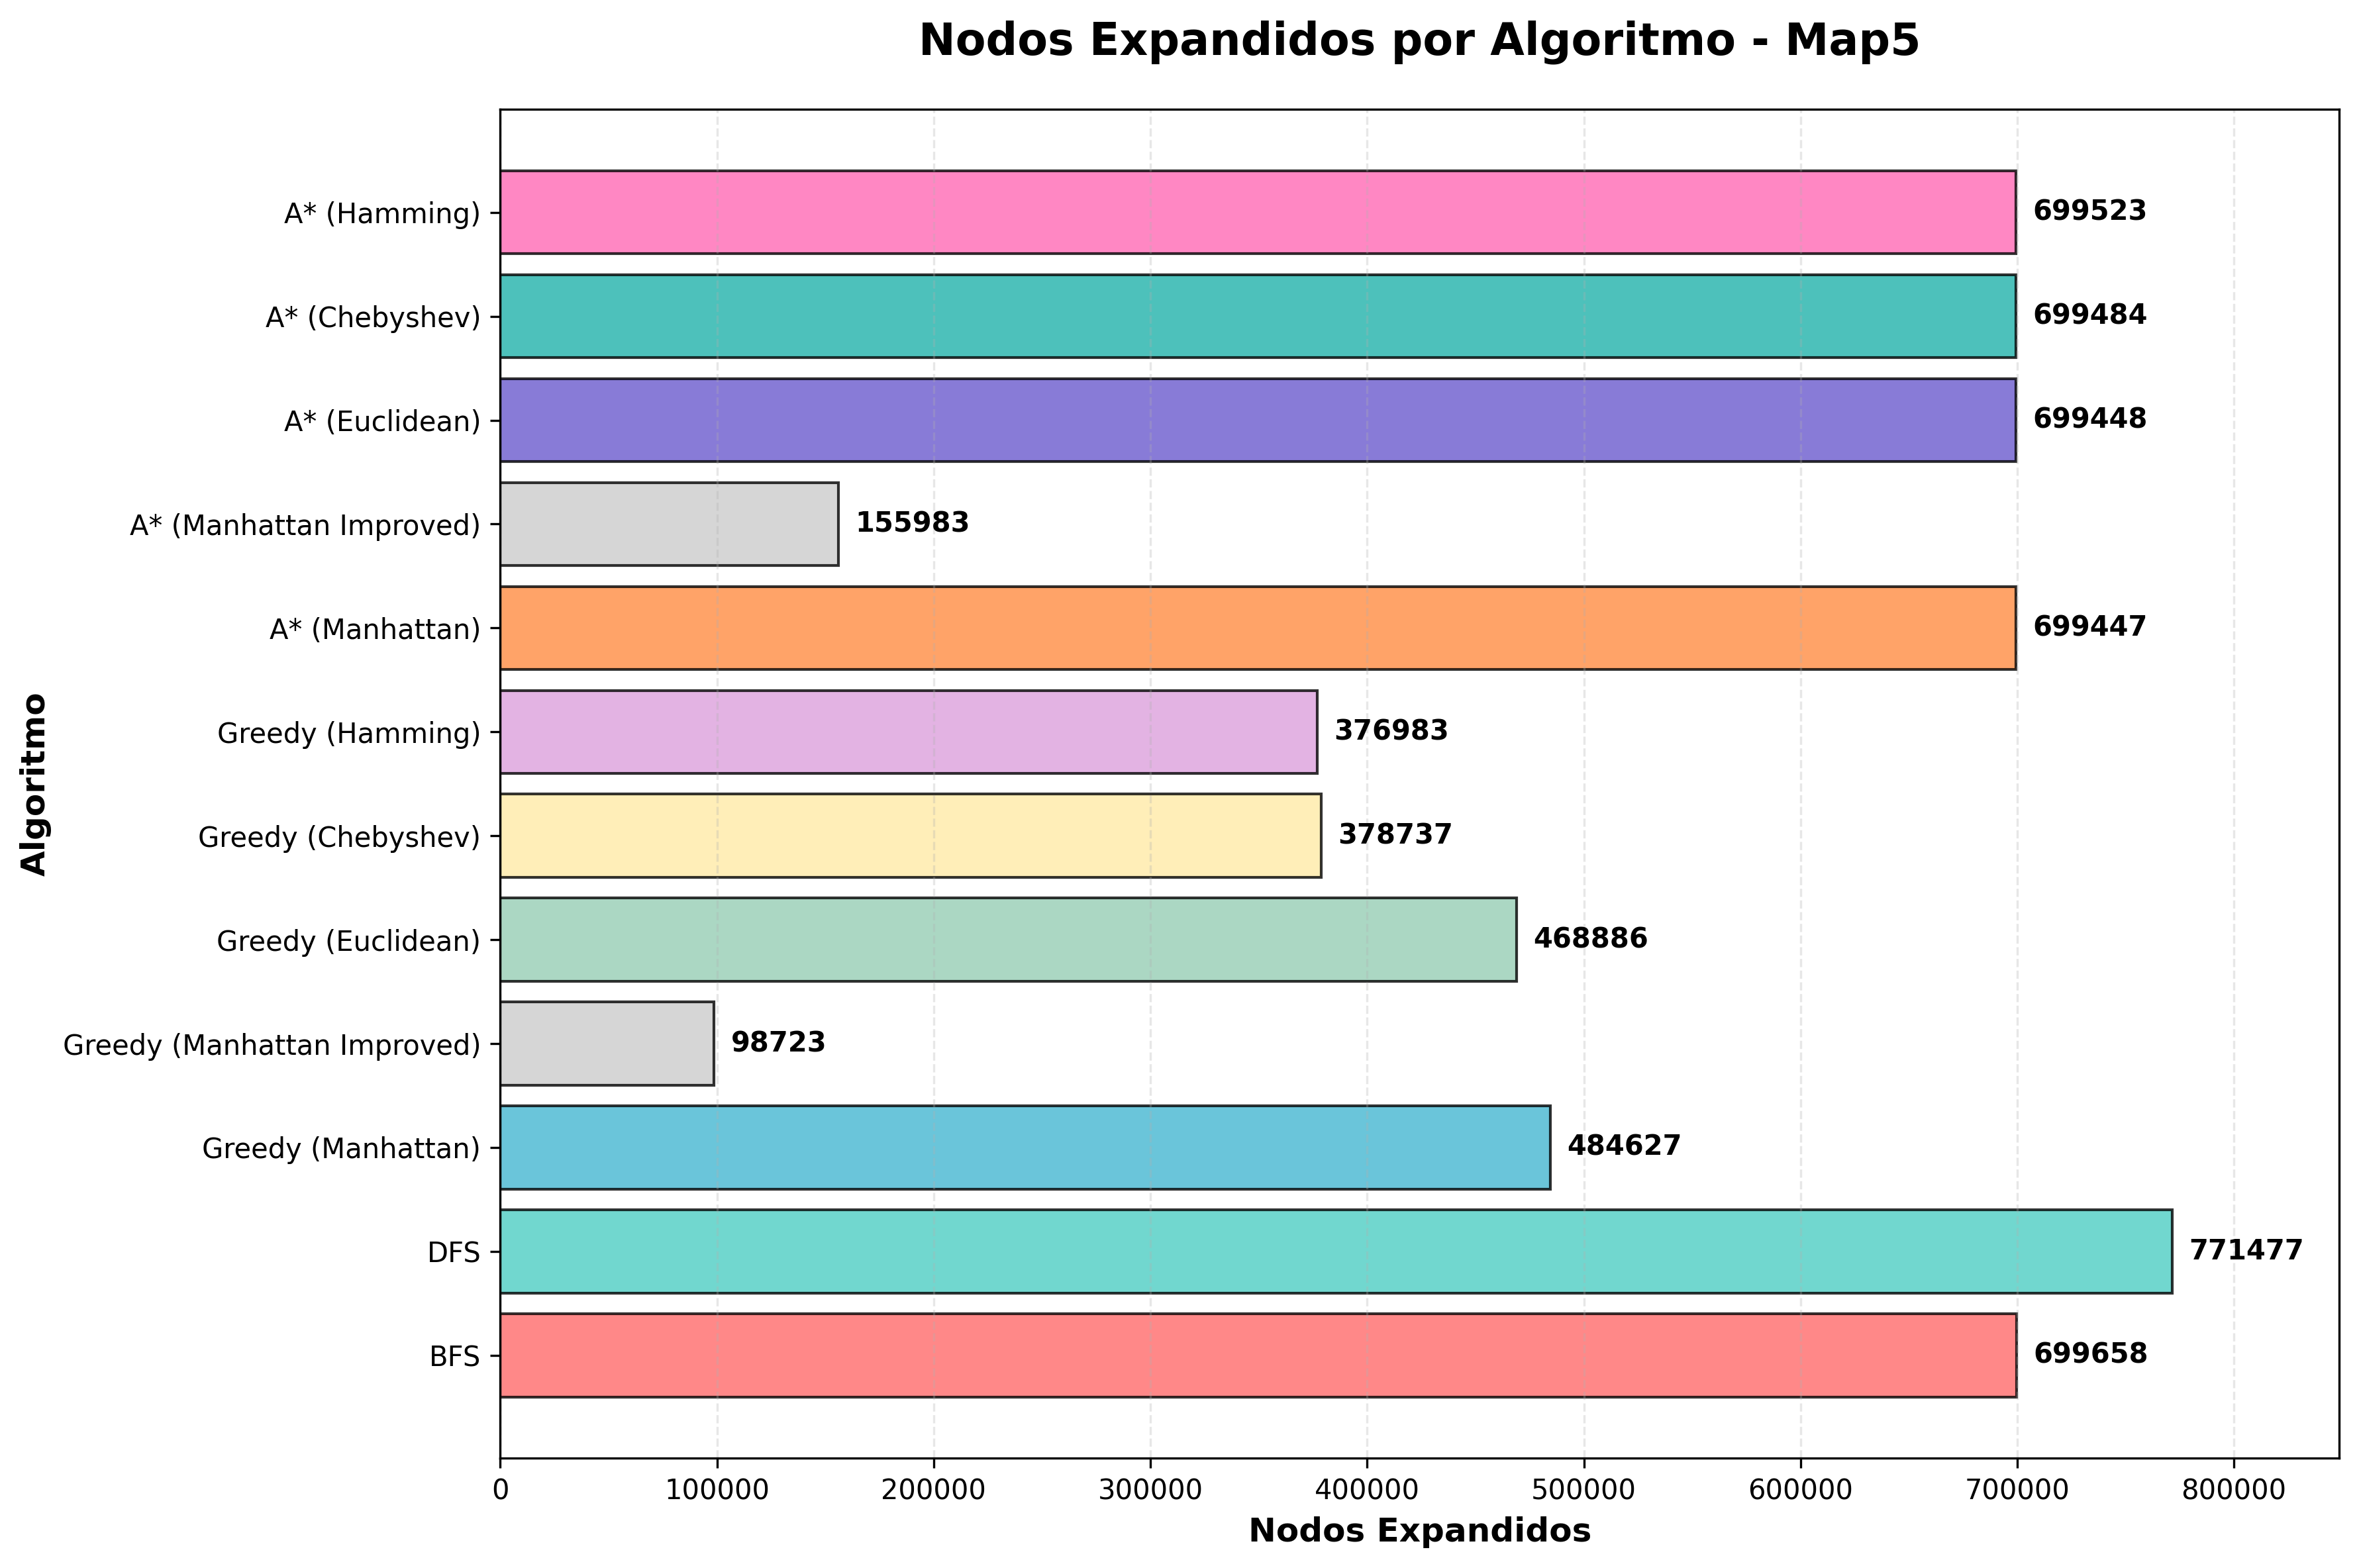 Nodos Expandidos por Algoritmo - Map5
Algoritmo
A* (Hamming) 699523
A* (Chebyshev) 699484
A* (Euclidean) 699448
A* (Manhattan Improved) 155983
A* (Manhattan) 699447
Greedy (Hamming) 376983
Greedy (Chebyshev) 378737
Greedy (Euclidean) 468886
Greedy (Manhattan Improved) 98723
Greedy (Manhattan) 484627
DFS 771477
BFS 699658
0 100000 200000 300000 400000 500000 600000 700000 800000
Nodos Expandidos